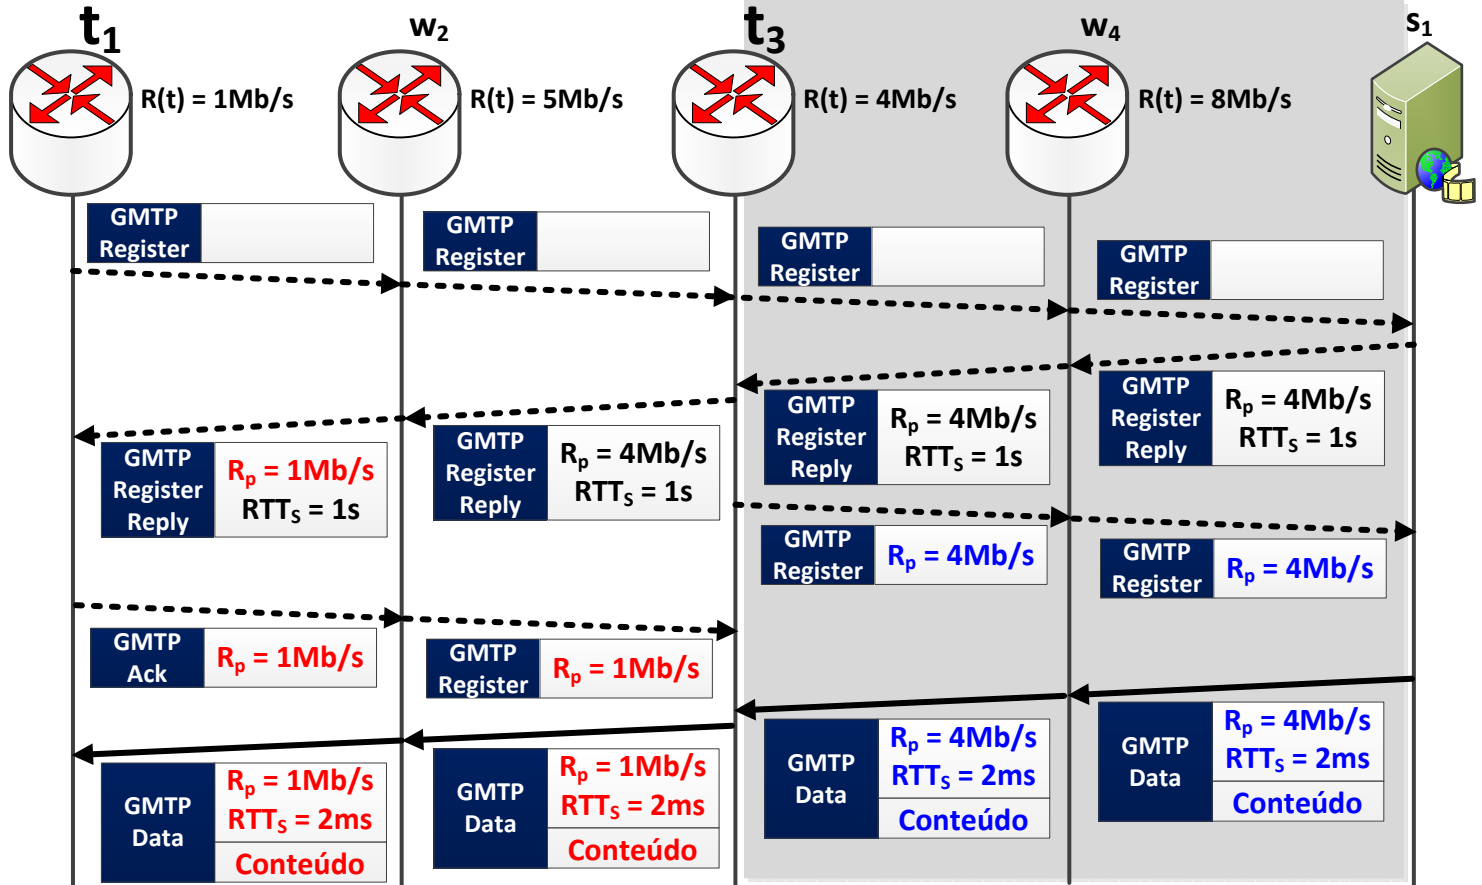 t1
w2
t3
w4
s1
R(t) = 1Mb/s
R(t) = 5Mb/s
R(t) = 4Mb/s
R(t) = 8Mb/s
GMTP
Register
GMTP
Register
GMTP
Register
GMTP
Register
GMTP
Register
Reply
Rp = 4Mb/s
RTTS = 1s
GMTP
Register
Reply
Rp = 4Mb/s
RTTS = 1s
GMTP
Register
Reply
Rp = 4Mb/s
RTTS = 1s
GMTP
Register
Reply
Rp = 1Mb/s
RTTS = 1s
GMTP
Register
Rp = 4Mb/s
GMTP
Register
Rp = 4Mb/s
GMTP
Ack
Rp = 1Mb/s
GMTP
Register
Rp = 1Mb/s
GMTP
Data
Rp = 4Mb/s
RTTS = 2ms
Conteúdo
GMTP
Data
Rp = 4Mb/s
RTTS = 2ms
Conteúdo
GMTP
Data
Rp = 1Mb/s
RTTS = 2ms
Conteúdo
GMTP
Data
Rp = 1Mb/s
RTTS = 2ms
Conteúdo